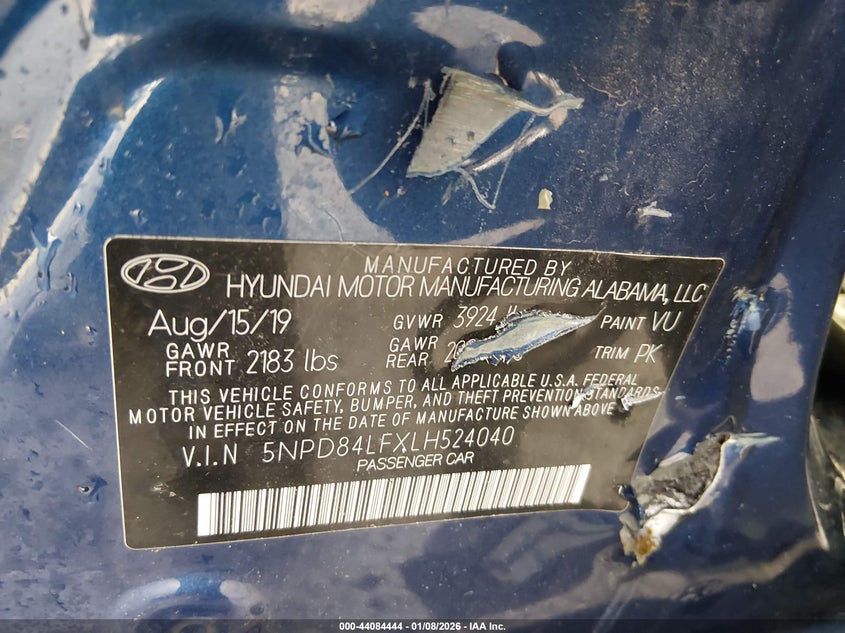 MANUFACTURED BY
HYUNDAI MOTOR MANUFACTURING ALABAMA, LLC
Aug/15/19 GVWR 3924 PAINT VU
GAWR FRONT 2183 lbs GAWR REAR TRIM PK
THIS VEHICLE CONFORMS TO ALL APPLICABLE U.S.A. FEDERAL
MOTOR VEHICLE SAFETY, BUMPER, AND THEFT PREVENTION STANDARDS
IN EFFECT ON THE DATE OF MANUFACTURE SHOWN ABOVE
V.I.N 5NPD84LFXLH524040
PASSENGER CAR
000-44084444 - 01/08/2026 - IAA Inc.